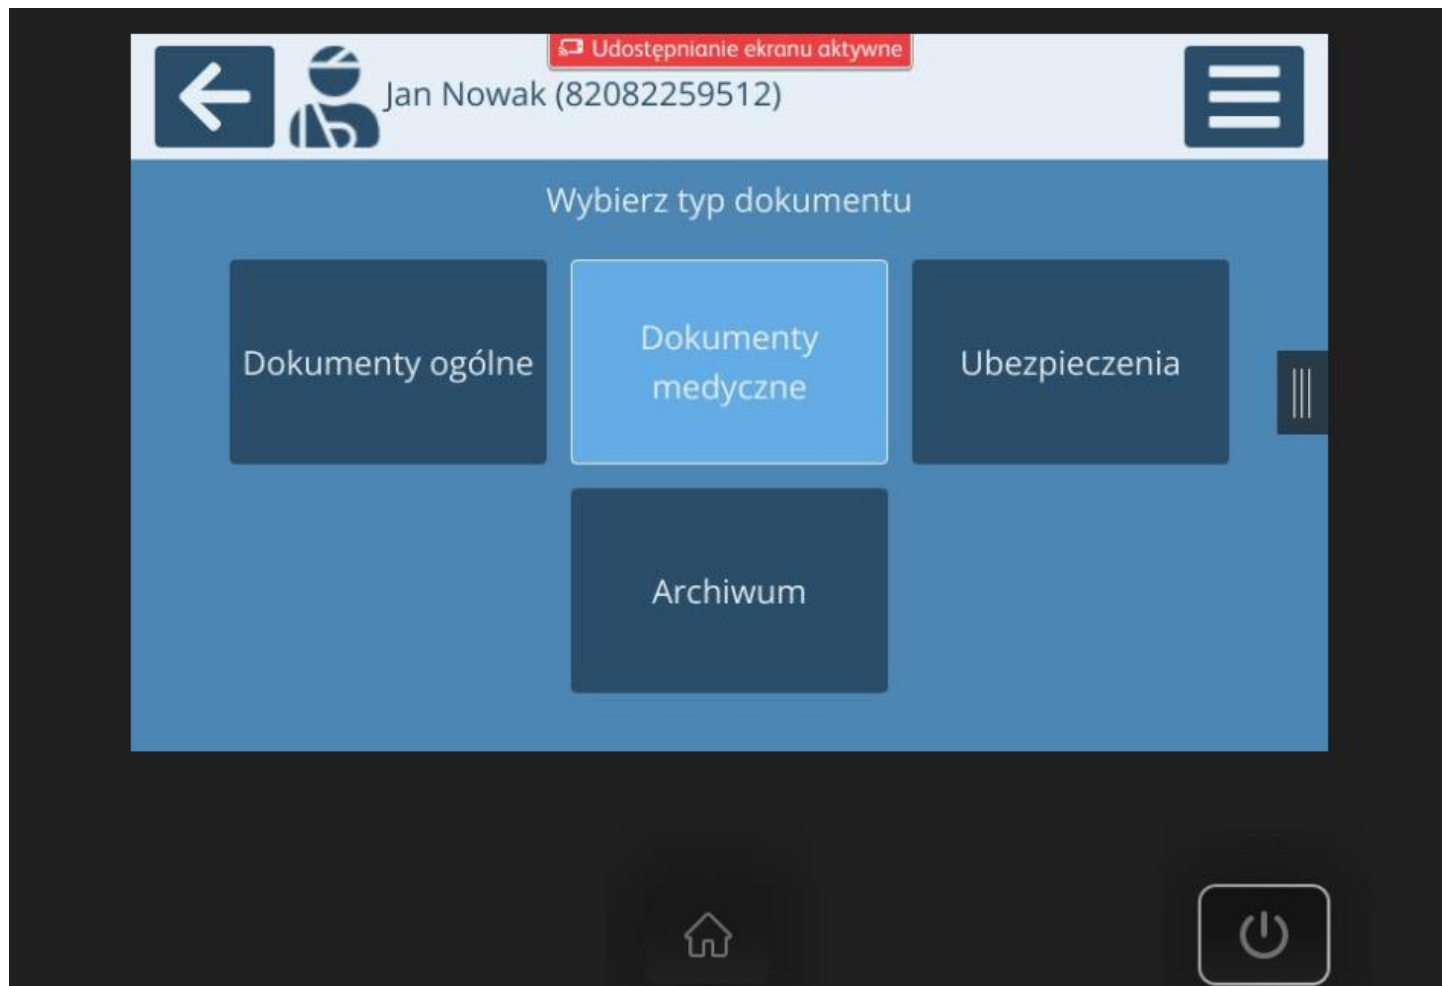 Udostępnianie ekranu aktywne
Jan Nowak (82082259512)
Wybierz typ dokumentu
Dokumenty ogólne
Dokumenty
medyczne
Ubezpieczenia
Archiwum